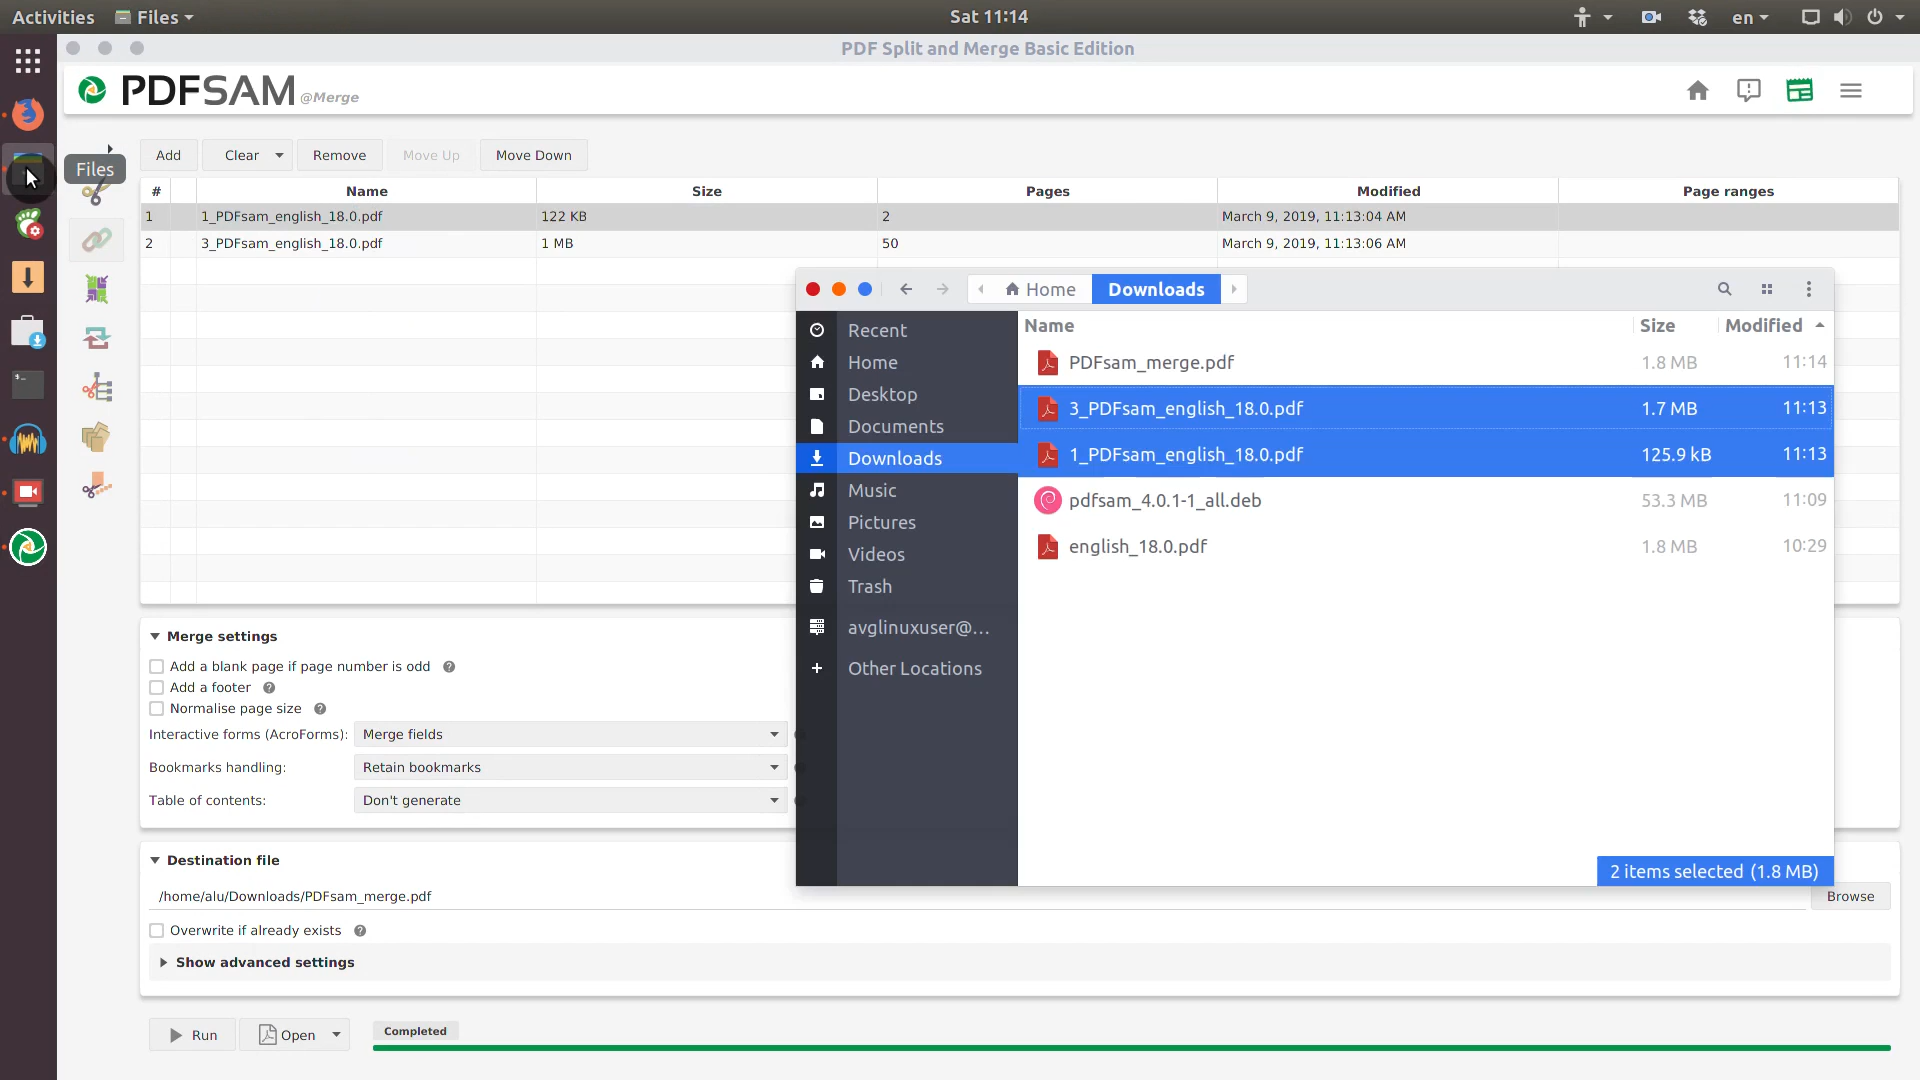 Activities Files Sat 11:14 en
PDF Split and Merge Basic Edition
PDFSAM @Merge
Files
Add Clear Remove Move Up Move Down
# Name Size Pages Modified Page ranges
1 1_PDFsam_english_18.0.pdf 122 KB 2 March 9, 2019, 11:13:04 AM
2 3_PDFsam_english_18.0.pdf 1 MB 50 March 9, 2019, 11:13:06 AM
Home Downloads
Recent
Home
Desktop
Documents
Downloads
Music
Pictures
Videos
Trash
avglinuxuser@...
Other Locations
Name Size Modified
PDFsam_merge.pdf 1.8 MB 11:14
3_PDFsam_english_18.0.pdf 1.7 MB 11:13
1_PDFsam_english_18.0.pdf 125.9 kB 11:13
pdfsam_4.0.1-1_all.deb 53.3 MB 11:09
english_18.0.pdf 1.8 MB 10:29
2 items selected (1.8 MB)
Merge settings
Add a blank page if page number is odd
Add a footer
Normalise page size
Interactive forms (AcroForms): Merge fields
Bookmarks handling: Retain bookmarks
Table of contents: Don't generate
Destination file
/home/alu/Downloads/PDFsam_merge.pdf Browse
Overwrite if already exists
Show advanced settings
Run Open Completed